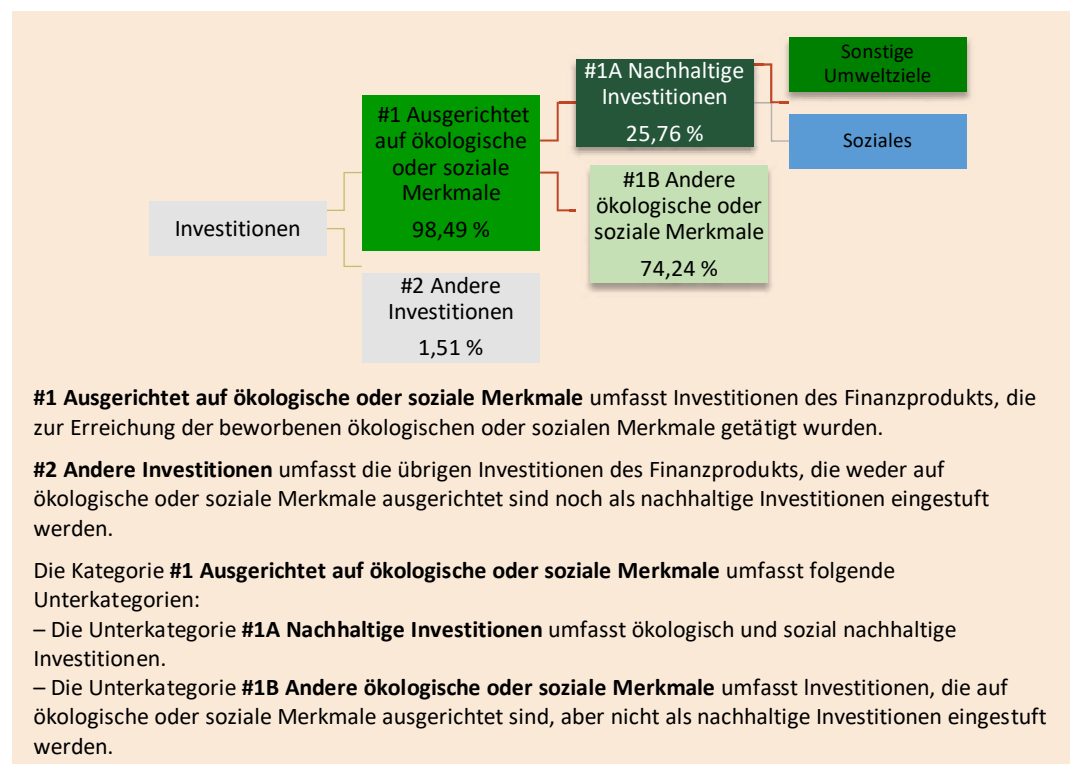 Sonstige
Umweltziele
#1A Nachhaltige
Investitionen
25,76 %
#1 Ausgerichtet
auf ökologische
oder soziale
Merkmale
98,49 %
Soziales
#1B Andere
ökologische oder
soziale Merkmale
74,24 %
Investitionen
#2 Andere
Investitionen
1,51 %
#1 Ausgerichtet auf ökologische oder soziale Merkmale umfasst Investitionen des Finanzprodukts, die
zur Erreichung der beworbenen ökologischen oder sozialen Merkmale getätigt wurden.
#2 Andere Investitionen umfasst die übrigen Investitionen des Finanzprodukts, die weder auf
ökologische oder soziale Merkmale ausgerichtet sind noch als nachhaltige Investitionen eingestuft
werden.
Die Kategorie #1 Ausgerichtet auf ökologische oder soziale Merkmale umfasst folgende
Unterkategorien:
– Die Unterkategorie #1A Nachhaltige Investitionen umfasst ökologisch und sozial nachhaltige
Investitionen.
– Die Unterkategorie #1B Andere ökologische oder soziale Merkmale umfasst Investitionen, die auf
ökologische oder soziale Merkmale ausgerichtet sind, aber nicht als nachhaltige Investitionen eingestuft
werden.